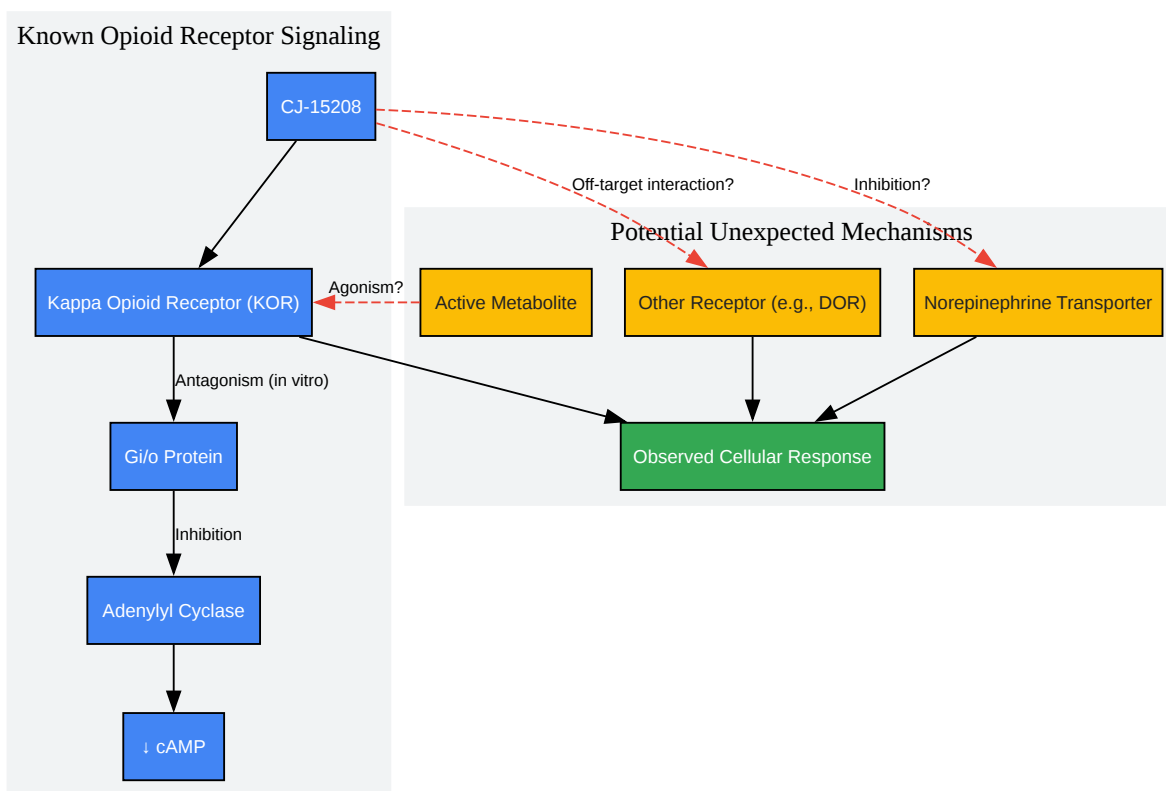 Known Opioid Receptor Signaling
CJ-15208
Off-target interaction?
Inhibition?
Potential Unexpected Mechanisms
Kappa Opioid Receptor (KOR)
Agonism?
Active Metabolite
Other Receptor (e.g., DOR)
Norepinephrine Transporter
Antagonism (in vitro)
Gi/o Protein
Observed Cellular Response
Inhibition
Adenylyl Cyclase
↓ cAMP